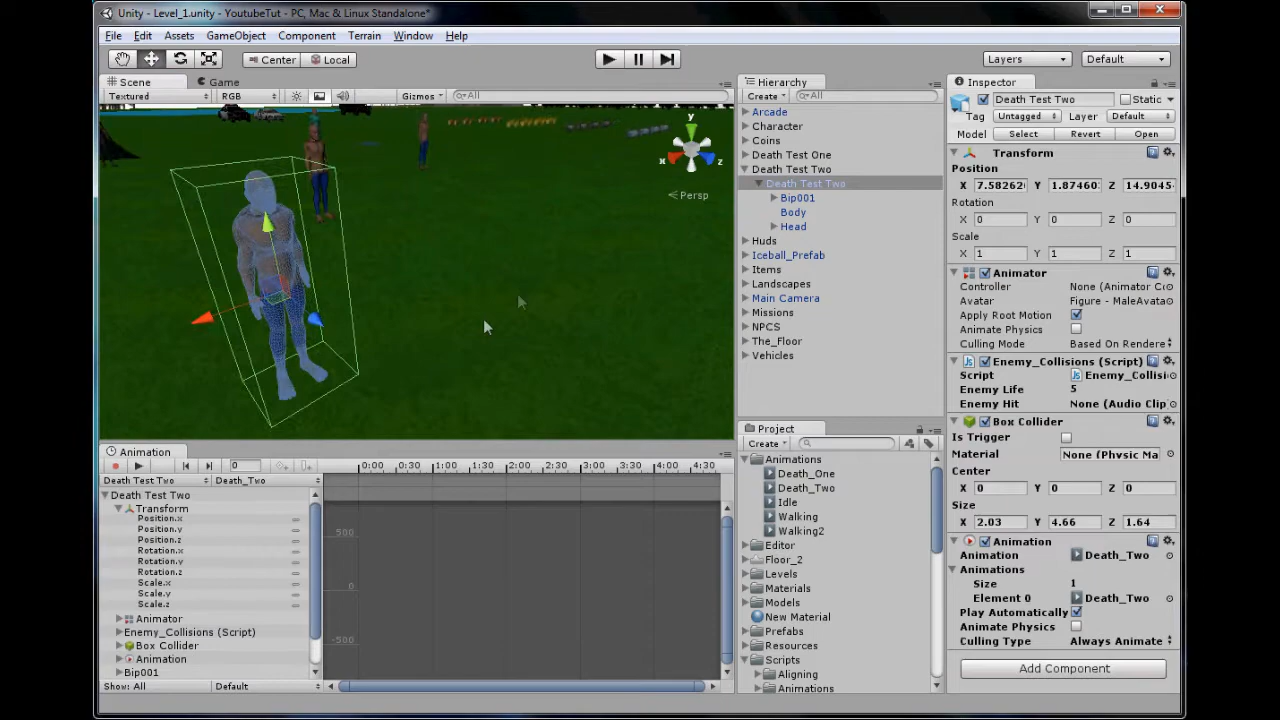 Unity - Level_1.unity - YoutubeTut - PC, Mac & Linux Standalone*
File Edit Assets GameObject Component Terrain Window Help
Center Local Layers Default
Scene Game
Textured RGB Gizmos All
y
x z
Persp
Hierarchy
Create All
Arcade
Character
Coins
Death Test One
Death Test Two
Death Test Two
Bip001
Body
Head
Huds
Iceball_Prefab
Items
Landscapes
Main Camera
Missions
NPCS
The_Floor
Vehicles
Inspector
Death Test Two Static
Tag Untagged Layer Default
Model Select Revert Open
Transform
Position
X 7.58262 Y 1.87460 Z 14.9045
Rotation
X 0 Y 0 Z 0
Scale
X 1 Y 1 Z 1
Animator
Controller None (Animator C
Avatar Figure - MaleAvata
Apply Root Motion
Animate Physics
Culling Mode Based On Rendere
Enemy_Collisions (Script)
Script Enemy_Collisi
Enemy Life 5
Enemy Hit None (Audio Clip
Box Collider
Is Trigger
Material None (Physic Ma
Center
X 0 Y 0 Z 0
Size
X 2.03 Y 4.66 Z 1.64
Animation
Animation Death_Two
Animations
Size 1
Element 0 Death_Two
Play Automatically
Animate Physics
Culling Type Always Animate
Add Component
Project
Create
Animations
Death_One
Death_Two
Idle
Walking
Walking2
Editor
Floor_2
Levels
Materials
Models
New Material
Prefabs
Resources
Scripts
Aligning
Animations
Animation
0 0:00 0:30 1:00 1:30 2:00 2:30 3:00 3:30 4:00 4:30
Death Test Two Death_Two
Death Test Two
Transform
Position.x
Position.y
Position.z
Rotation.x
Rotation.y
Rotation.z
Scale.x
Scale.y
Scale.z
Animator
Enemy_Collisions (Script)
Box Collider
Animation
Bip001
Show: All Default
500
0
-500